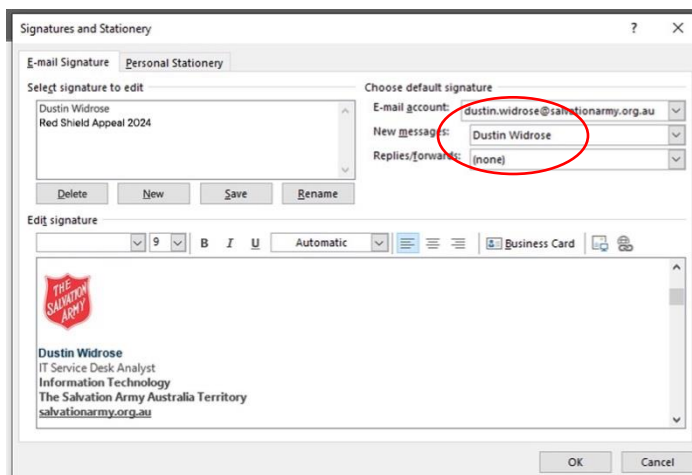 Signatures and Stationery ? ×
E-mail Signature Personal Stationery
Select signature to edit
Dustin Widrose
Red Shield Appeal 2024
Delete New Save Rename
Choose default signature
E-mail account: dustin.widrose@salvationarmy.org.au
New messages: Dustin Widrose
Replies/forwards: (none)
Edit signature
9 B I U Automatic Business Card
THE
SALVATION
ARMY
Dustin Widrose
IT Service Desk Analyst
Information Technology
The Salvation Army Australia Territory
salvationarmy.org.au
OK Cancel